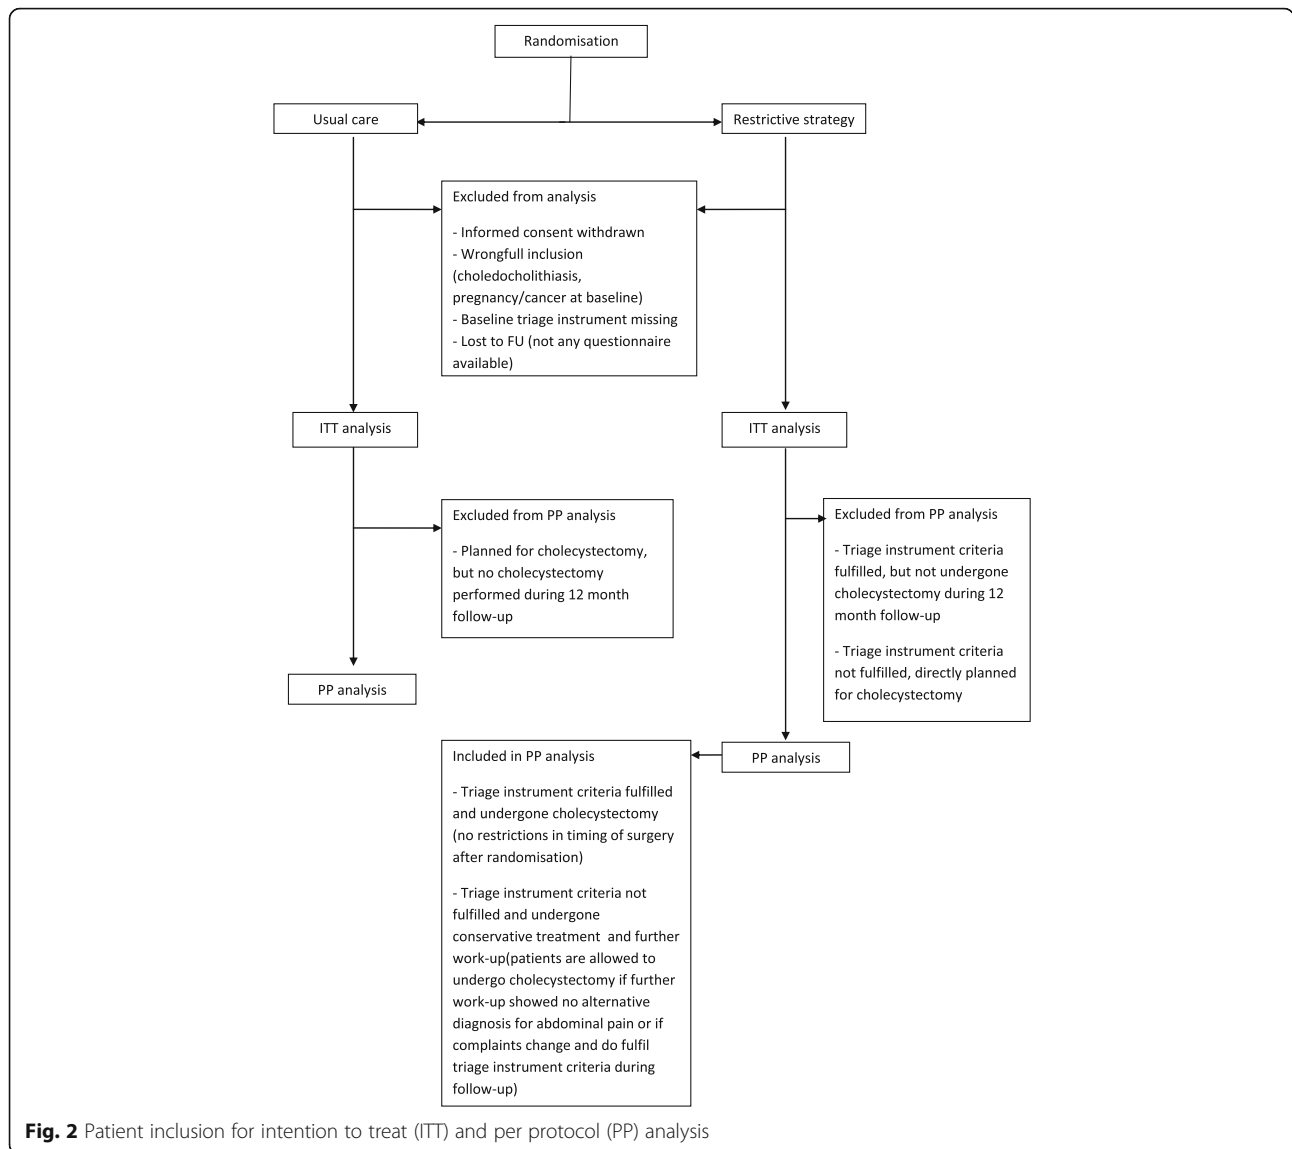 Randomisation
Usual care
Restrictive strategy
Excluded from analysis
- Informed consent withdrawn
- Wrongfull inclusion
(choledocholithiasis,
pregnancy/cancer at baseline)
- Baseline triage instrument missing
- Lost to FU (not any questionnaire
available)
ITT analysis
ITT analysis
Excluded from PP analysis
- Planned for cholecystectomy,
but no cholecystectomy
performed during 12 month
follow-up
Excluded from PP analysis
- Triage instrument criteria
fulfilled, but not undergone
cholecystectomy during 12
month follow-up
- Triage instrument criteria
not fulfilled, directly planned
for cholecystectomy
PP analysis
PP analysis
Included in PP analysis
- Triage instrument criteria fulfilled
and undergone cholecystectomy
(no restrictions in timing of surgery
after randomisation)
- Triage instrument criteria not
fulfilled and undergone
conservative treatment  and further
work-up(patients are allowed to
undergo cholecystectomy if further
work-up showed no alternative
diagnosis for abdominal pain or if
complaints change and do fulfil
triage instrument criteria during
follow-up)
Fig. 2 Patient inclusion for intention to treat (ITT) and per protocol (PP) analysis